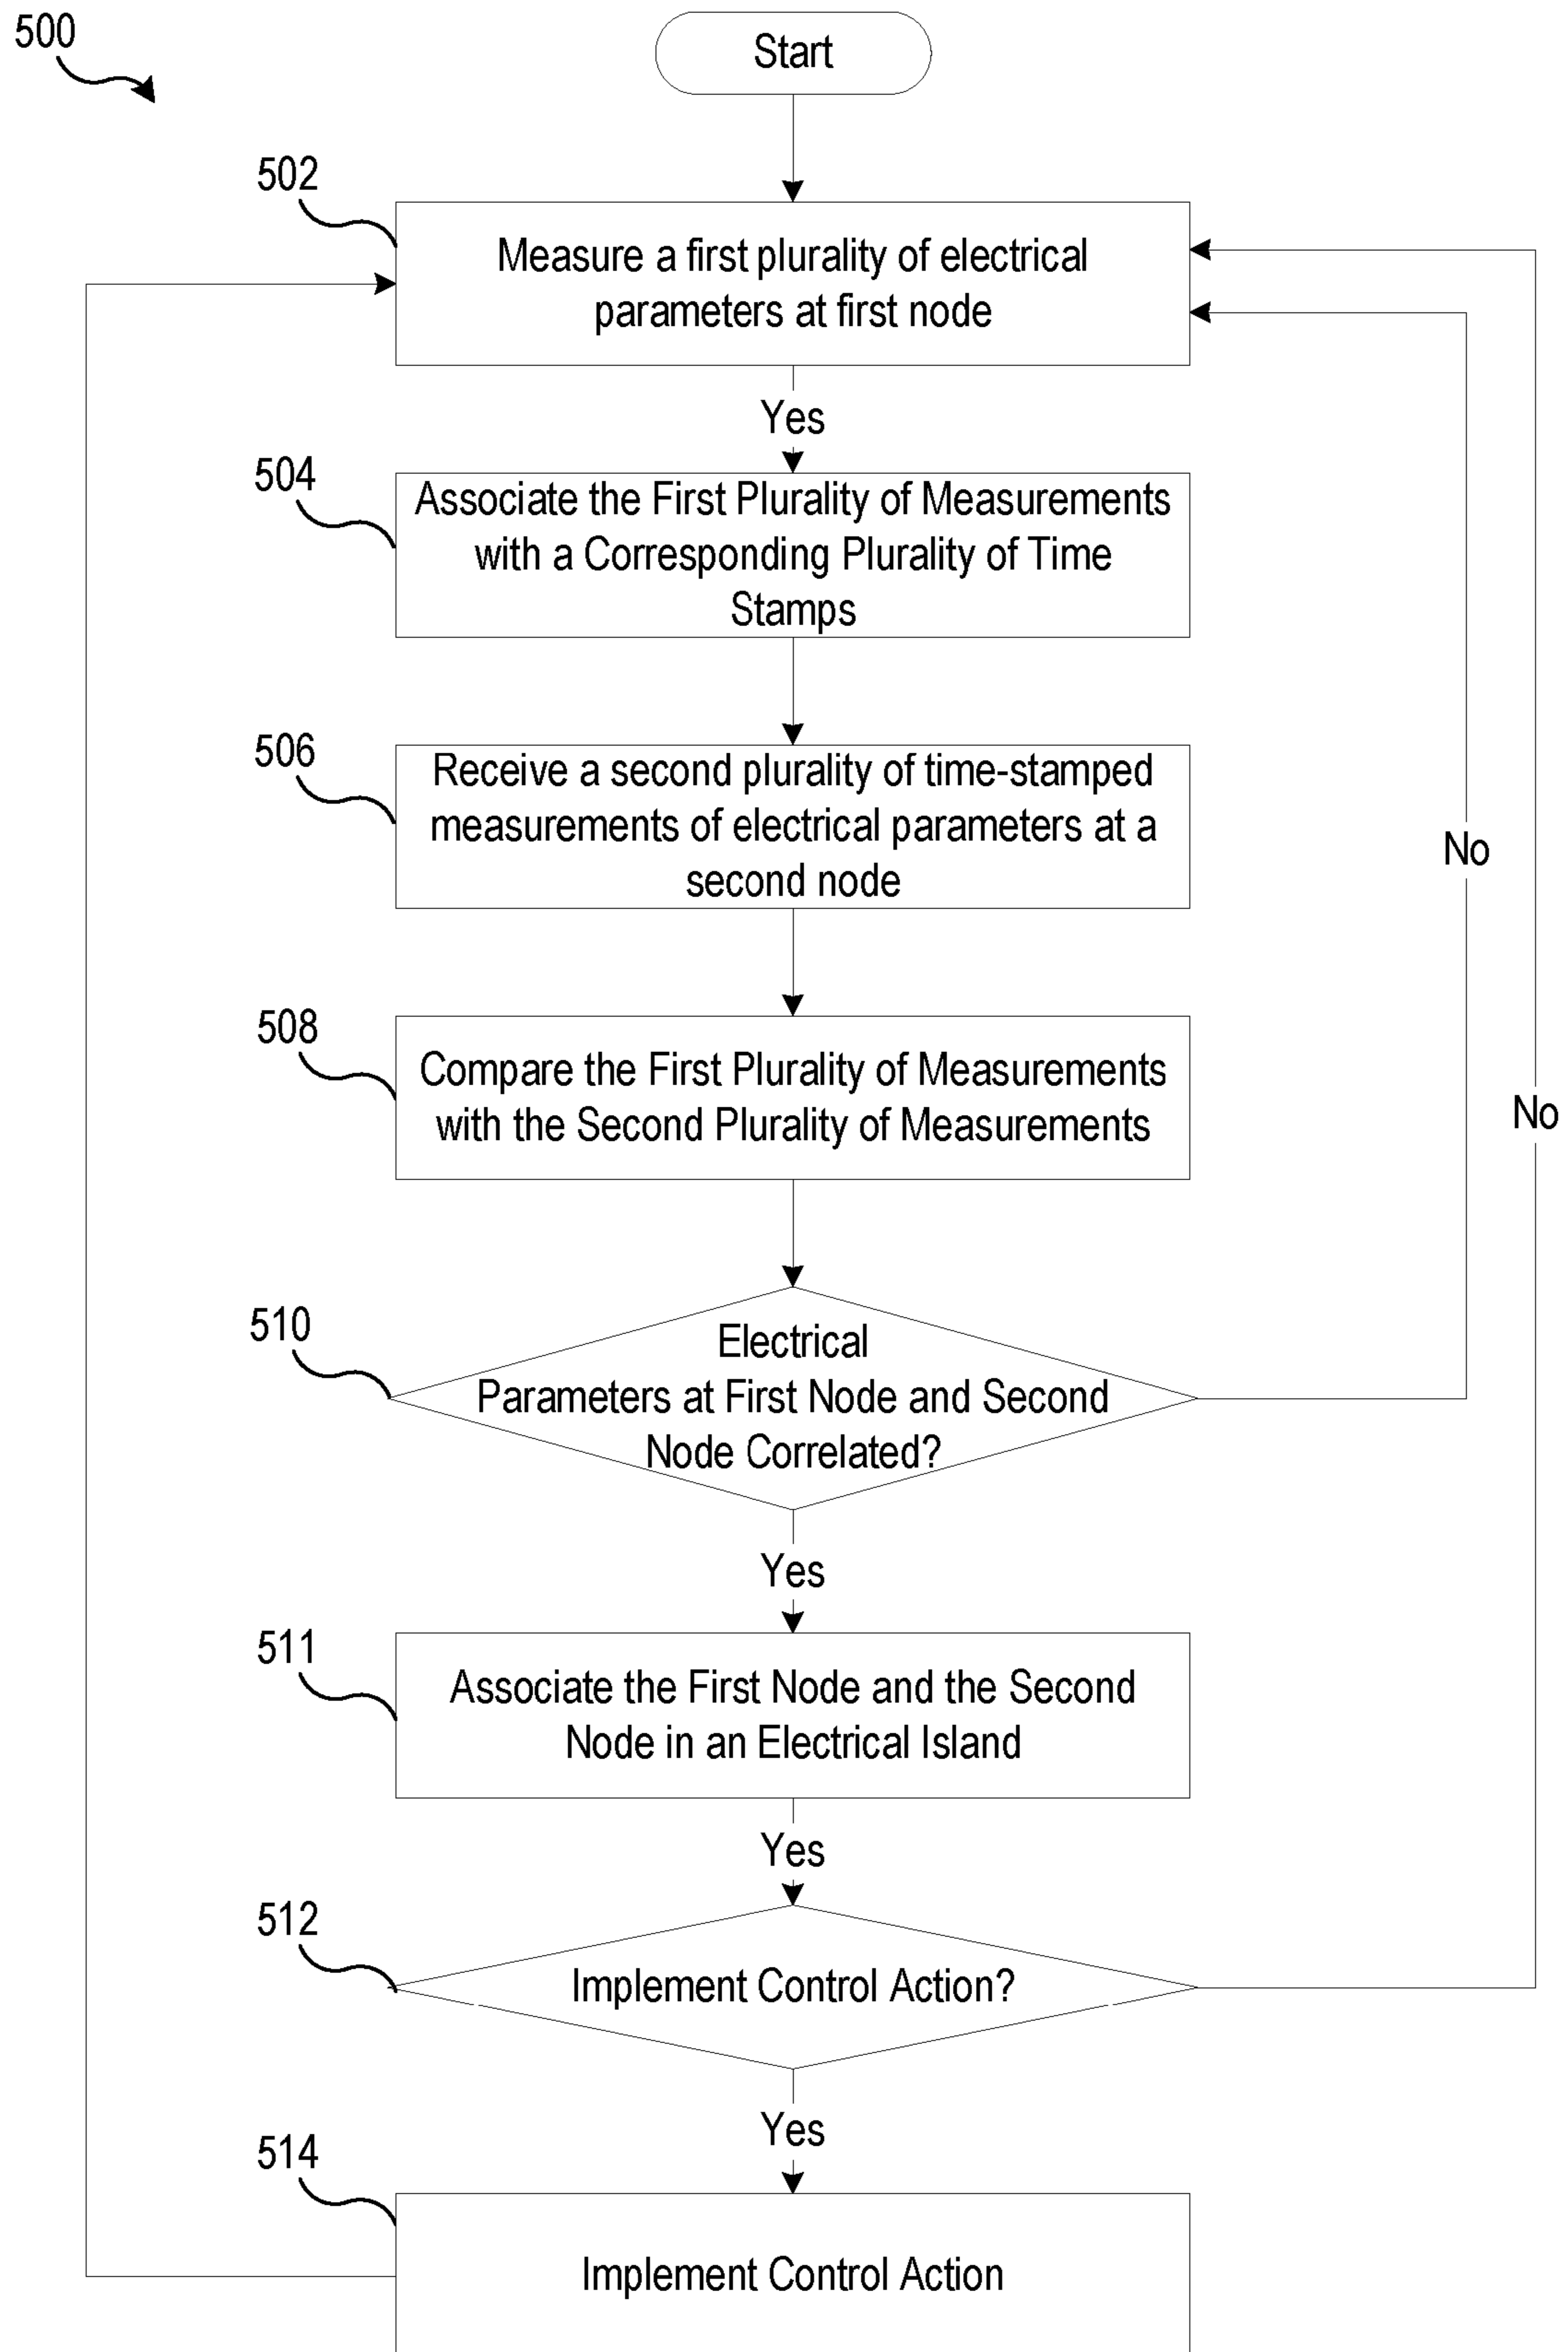 500
Start
502
Measure a first plurality of electrical
parameters at first node
Yes
504
Associate the First Plurality of Measurements
with a Corresponding Plurality of Time
Stamps
506
Receive a second plurality of time-stamped
measurements of electrical parameters at a
second node
No
508
Compare the First Plurality of Measurements
with the Second Plurality of Measurements
No
510
Electrical
Parameters at First Node and Second
Node Correlated?
Yes
511
Associate the First Node and the Second
Node in an Electrical Island
Yes
512
Implement Control Action?
Yes
514
Implement Control Action